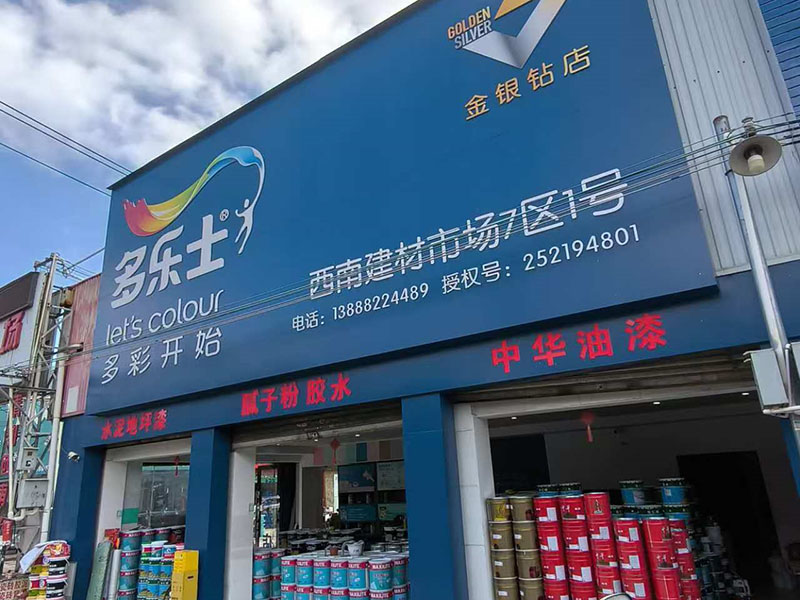 GOLDEN
SILVER
金银钻店
多乐士®
let's colour
多彩开始
西南建材市场7区1号
电话：13888224489 授权号：252194801
水泥地坪漆
腻子粉 胶水
中华油漆
场
MAXILITE